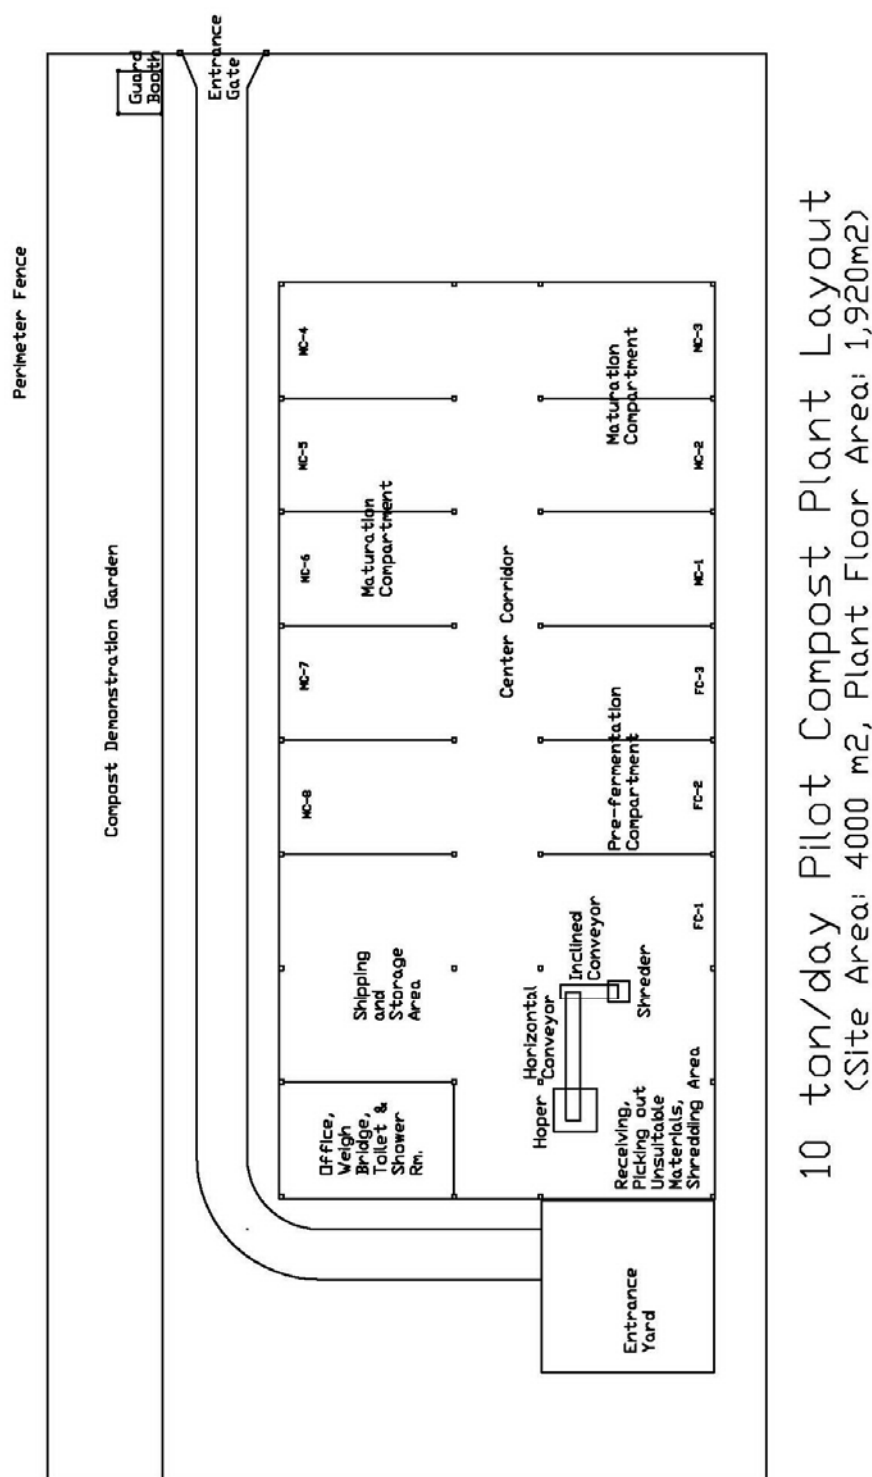 Perimeter Fence
Compost Demonstration Garden
Guard
Booth
Entrance
Gate
Office,
Weigh
Bridge,
Toilet &
Shower
Rm.
Shipping
and
Storage
Area
MC-8
MC-7
MC-6
MC-5
MC-4
Maturation
Compartment
Center Corridor
Entrance
Yard
Hoper
Horizontal
Conveyor
Inclined
Conveyor
Shreder
Receiving,
Picking out
Unsuitable
Materials,
Shredding Area
Pre-fermentation
Compartment
Maturation
Compartment
FC-1
FC-2
FC-3
MC-1
MC-2
MC-3
10 ton/day Pilot Compost Plant Layout
(Site Area: 4000 m2, Plant Floor Area: 1,920m2)